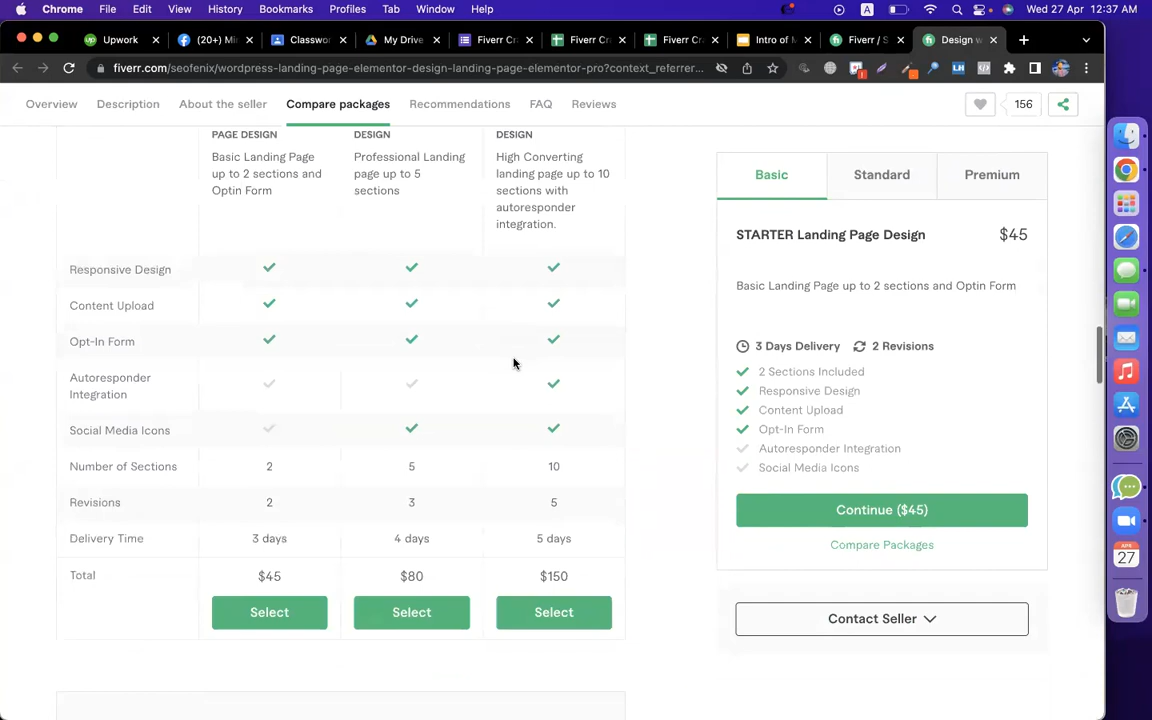 Chrome File Edit View History Bookmarks Profiles Tab Window Help A Wed 27 Apr 12:37 AM
Upwork (20+) Mi Classwo My Drive Fiverr Cr Fiverr Cr Fiverr Cr Intro of M Fiverr / S Design w
fiverr.com/seofenix/wordpress-landing-page-elementor-design-landing-page-elementor-pro?context_referrer... LH
Overview Description About the seller Compare packages Recommendations FAQ Reviews 156
PAGE DESIGN DESIGN DESIGN
Basic Landing Page
up to 2 sections and
Optin Form
Professional Landing
page up to 5
sections
High Converting
landing page up to 10
sections with
autoresponder
integration.
Responsive Design
Content Upload
Opt-In Form
Autoresponder
Integration
Social Media Icons
Number of Sections 2 5 10
Revisions 2 3 5
Delivery Time 3 days 4 days 5 days
Total $45 $80 $150
Select Select Select
Basic Standard Premium
STARTER Landing Page Design $45
Basic Landing Page up to 2 sections and Optin Form
3 Days Delivery 2 Revisions
2 Sections Included
Responsive Design
Content Upload
Opt-In Form
Autoresponder Integration
Social Media Icons
Continue ($45)
Compare Packages
Contact Seller
APR
27